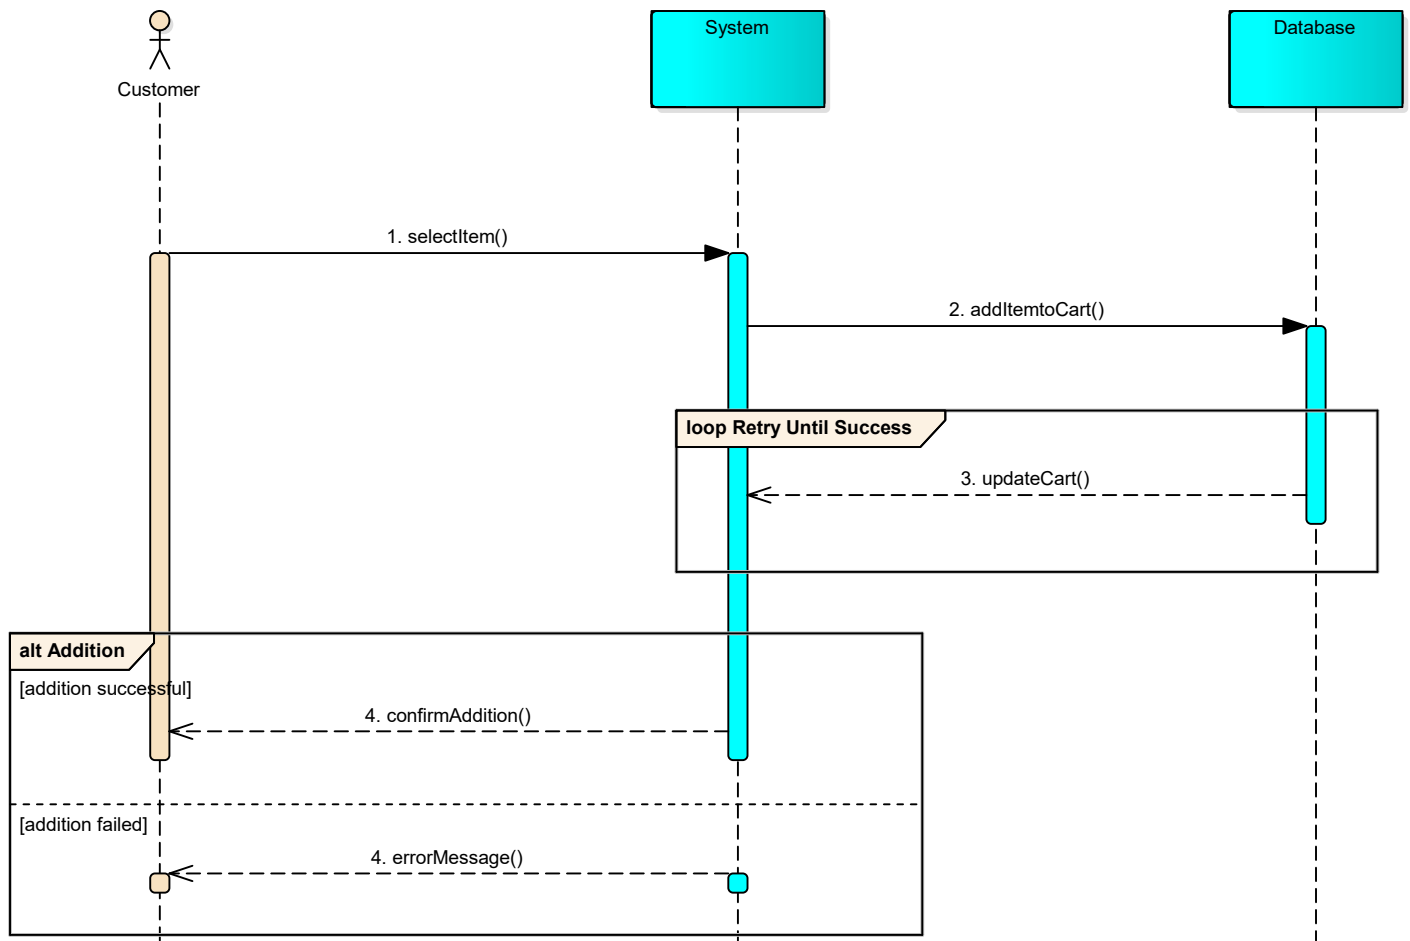 System
Database
Customer
1. selectItem()
2. addItemtoCart()
loop Retry Until Success
3. updateCart()
alt Addition
[addition successful]
4. confirmAddition()
[addition failed]
4. errorMessage()